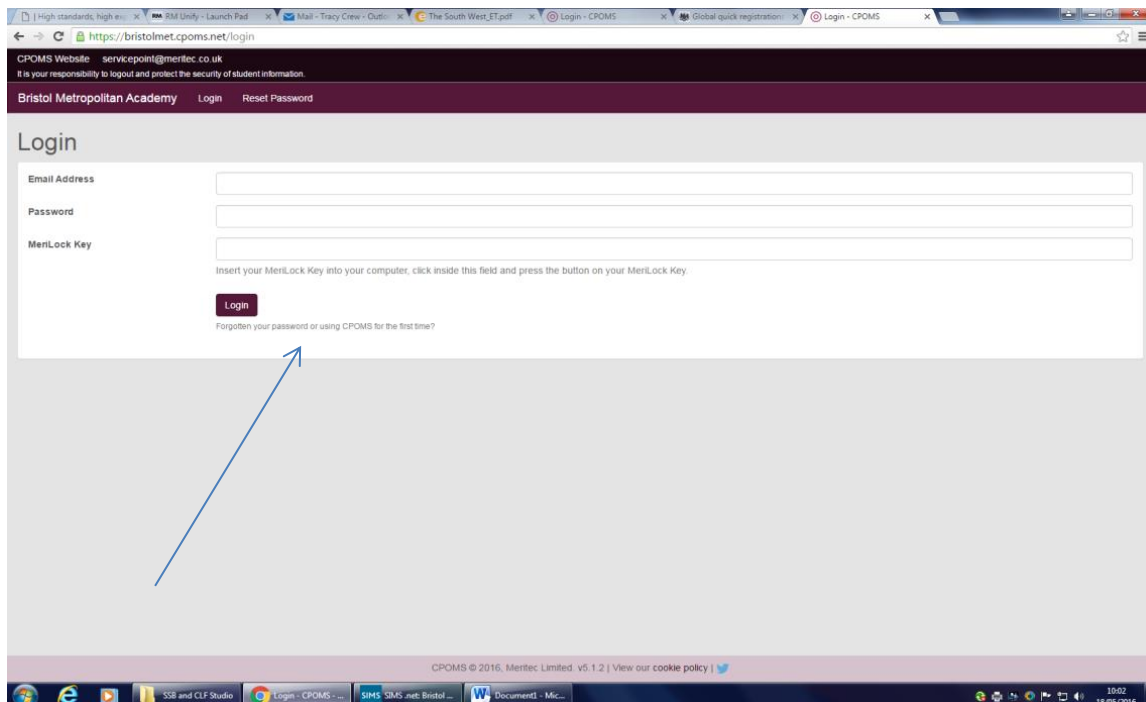 | High standards, high ex
RM Unify - Launch Pad
Mail - Tracy Crew - Outlo
The South West_ET.pdf
Login - CPOMS
Global quick registration
Login - CPOMS
https://bristolmet.cpoms.net/login
CPOMS Website servicepoint@meritec.co.uk
It is your responsibility to logout and protect the security of student information.
Bristol Metropolitan Academy Login Reset Password
Login
Email Address
Password
MeriLock Key
Insert your MeriLock Key into your computer, click inside this field and press the button on your MeriLock Key.
Login
Forgotten your password or using CPOMS for the first time?
CPOMS © 2016, Meritec Limited. v5.1.2 | View our cookie policy |
SSB and CLF Studio
Login - CPOMS - ...
SIMS SIMS .net: Bristol ...
Document1 - Mic...
10:02
18/05/2016